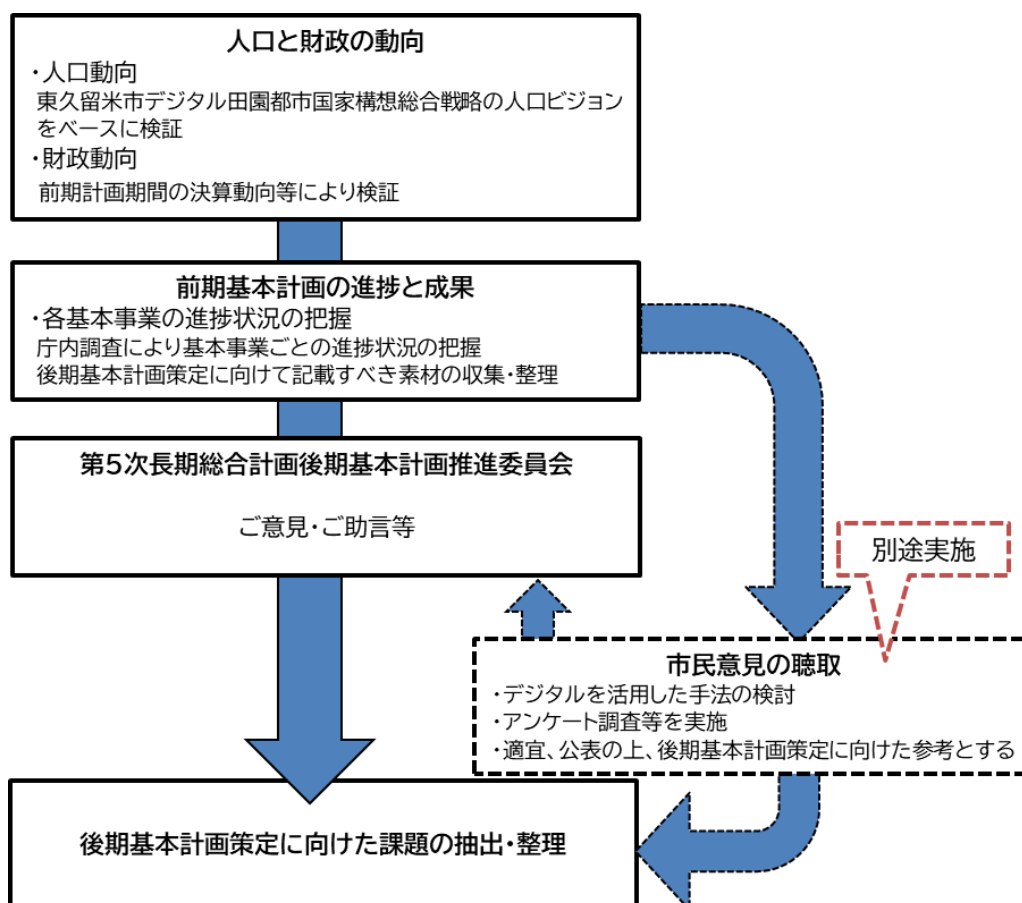 人口と財政の動向
・人口動向
東久留米市デジタル田園都市国家構想総合戦略の人口ビジョン
をベースに検証
・財政動向
前期計画期間の決算動向等により検証
前期基本計画の進捗と成果
・各基本事業の進捗状況の把握
庁内調査により基本事業ごとの進捗状況の把握
後期基本計画策定に向けて記載すべき素材の収集・整理
第5次長期総合計画後期基本計画推進委員会
ご意見・ご助言等
別途実施
市民意見の聴取
・デジタルを活用した手法の検討
・アンケート調査等を実施
・適宜、公表の上、後期基本計画策定に向けた参考とする
後期基本計画策定に向けた課題の抽出・整理